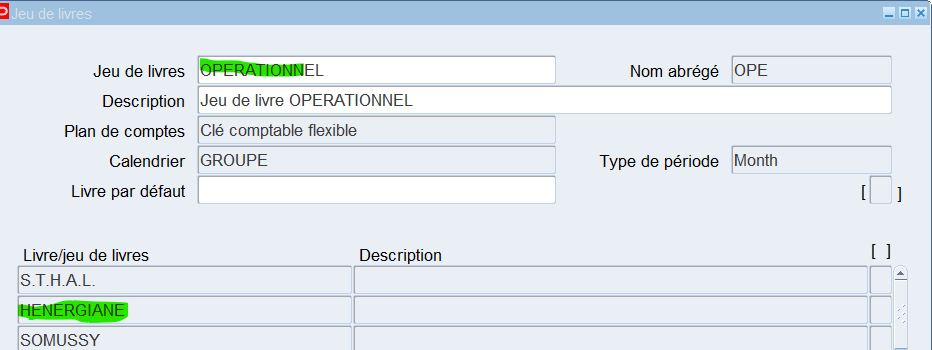 Jeu de livres
Jeu de livres OPERATIONNEL Nom abrégé OPE
Description Jeu de livre OPERATIONNEL
Plan de comptes Clé comptable flexible
Calendrier GROUPE Type de période Month
Livre par défaut [ ]
Livre/jeu de livres Description [ ]
S.T.H.A.L.
HENERGIANE
SOMUSSY